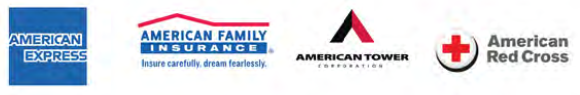 AMERICAN
EXPRESS
AMERICAN FAMILY
INSURANCE ®
Insure carefully, dream fearlessly.
AMERICAN TOWER
CORPORATION
American
Red Cross